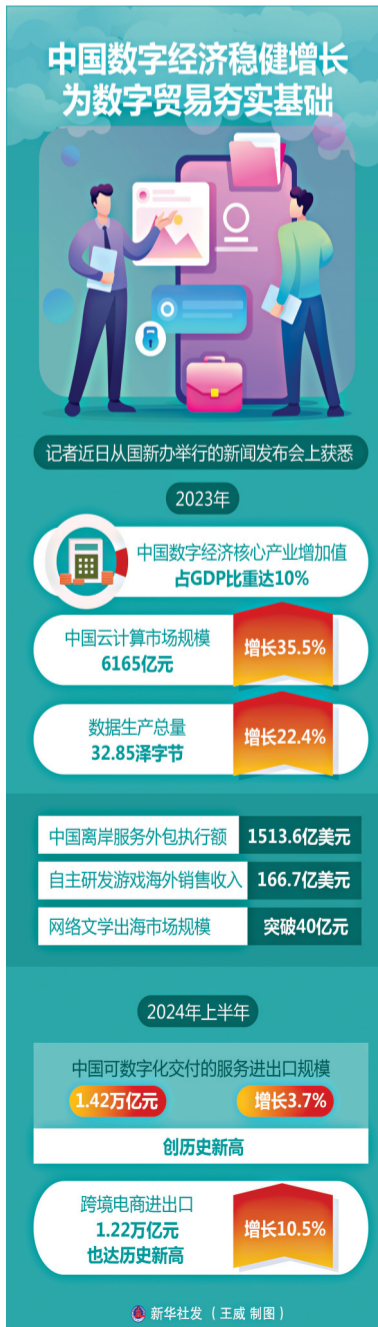 中国数字经济稳健增长
为数字贸易夯实基础
记者近日从国新办举行的新闻发布会上获悉
2023年
中国数字经济核心产业增加值
占GDP比重达10%
中国云计算市场规模
6165亿元
增长35.5%
数据生产总量
32.85泽字节
增长22.4%
中国离岸服务外包执行额 1513.6亿美元
自主研发游戏海外销售收入 166.7亿美元
网络文学出海市场规模 突破40亿元
2024年上半年
中国可数字化交付的服务进出口规模
1.42万亿元 增长3.7%
创历史新高
跨境电商进出口
1.22万亿元
也达历史新高
增长10.5%
新华社发（王威 制图）